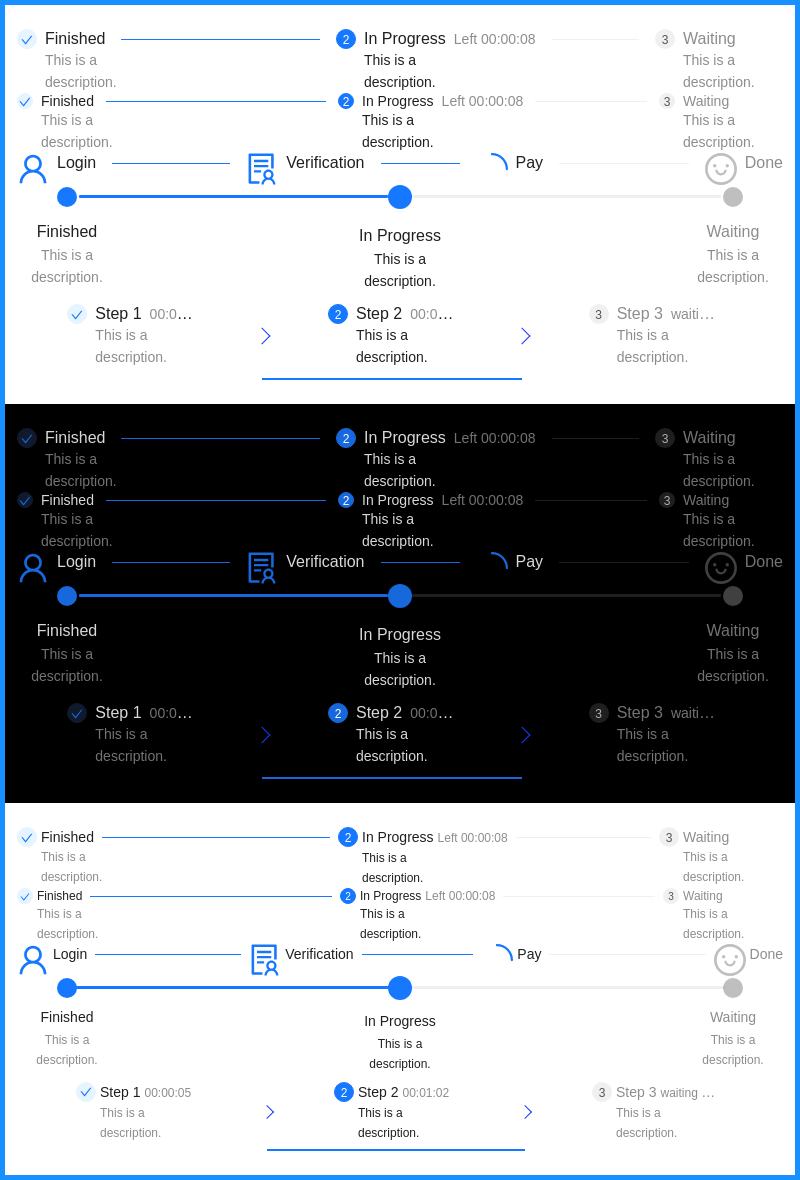 Finished
2 In Progress Left 00:00:08
3 Waiting
This is a
description.
This is a
description.
This is a
description.
Finished
2 In Progress Left 00:00:08
3 Waiting
This is a
description.
This is a
description.
This is a
description.
Login
Verification
Pay
Done
Finished
This is a
description.
In Progress
This is a
description.
Waiting
This is a
description.
Step 1 00:0…
This is a
description.
2 Step 2 00:0…
This is a
description.
3 Step 3 waiti…
This is a
description.
Finished
2 In Progress Left 00:00:08
3 Waiting
This is a
description.
This is a
description.
This is a
description.
Finished
2 In Progress Left 00:00:08
3 Waiting
This is a
description.
This is a
description.
This is a
description.
Login
Verification
Pay
Done
Finished
This is a
description.
In Progress
This is a
description.
Waiting
This is a
description.
Step 1 00:0…
This is a
description.
2 Step 2 00:0…
This is a
description.
3 Step 3 waiti…
This is a
description.
Finished
2 In Progress Left 00:00:08
3 Waiting
This is a
description.
This is a
description.
This is a
description.
Finished
2 In Progress Left 00:00:08
3 Waiting
This is a
description.
This is a
description.
This is a
description.
Login
Verification
Pay
Done
Finished
This is a
description.
In Progress
This is a
description.
Waiting
This is a
description.
Step 1 00:00:05
This is a
description.
2 Step 2 00:01:02
This is a
description.
3 Step 3 waiting …
This is a
description.